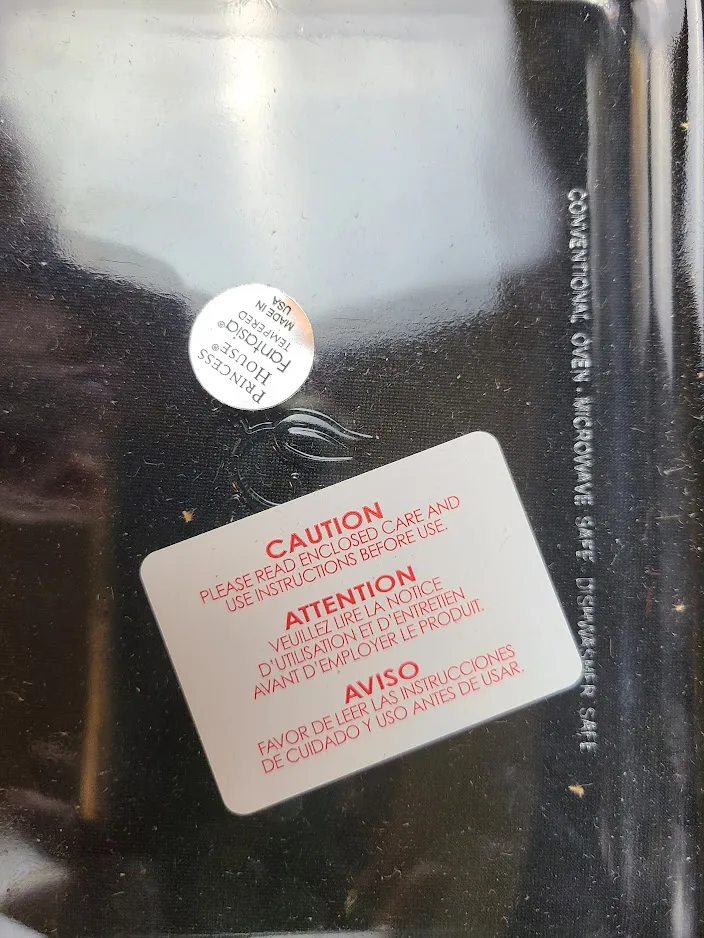 PRINCESS
HOUSE®
Fantasia®
TEMPERED
MADE IN
USA
CAUTION
PLEASE READ ENCLOSED CARE AND
USE INSTRUCTIONS BEFORE USE.
ATTENTION
VEUILLEZ LIRE LA NOTICE
D'UTILISATION ET D'ENTRETIEN
AVANT D'EMPLOYER LE PRODUIT.
AVISO
FAVOR DE LEER LAS INSTRUCCIONES
DE CUIDADO Y USO ANTES DE USAR.
CONVENTIONAL OVEN • MICROWAVE SAFE DISHWASHER SAFE